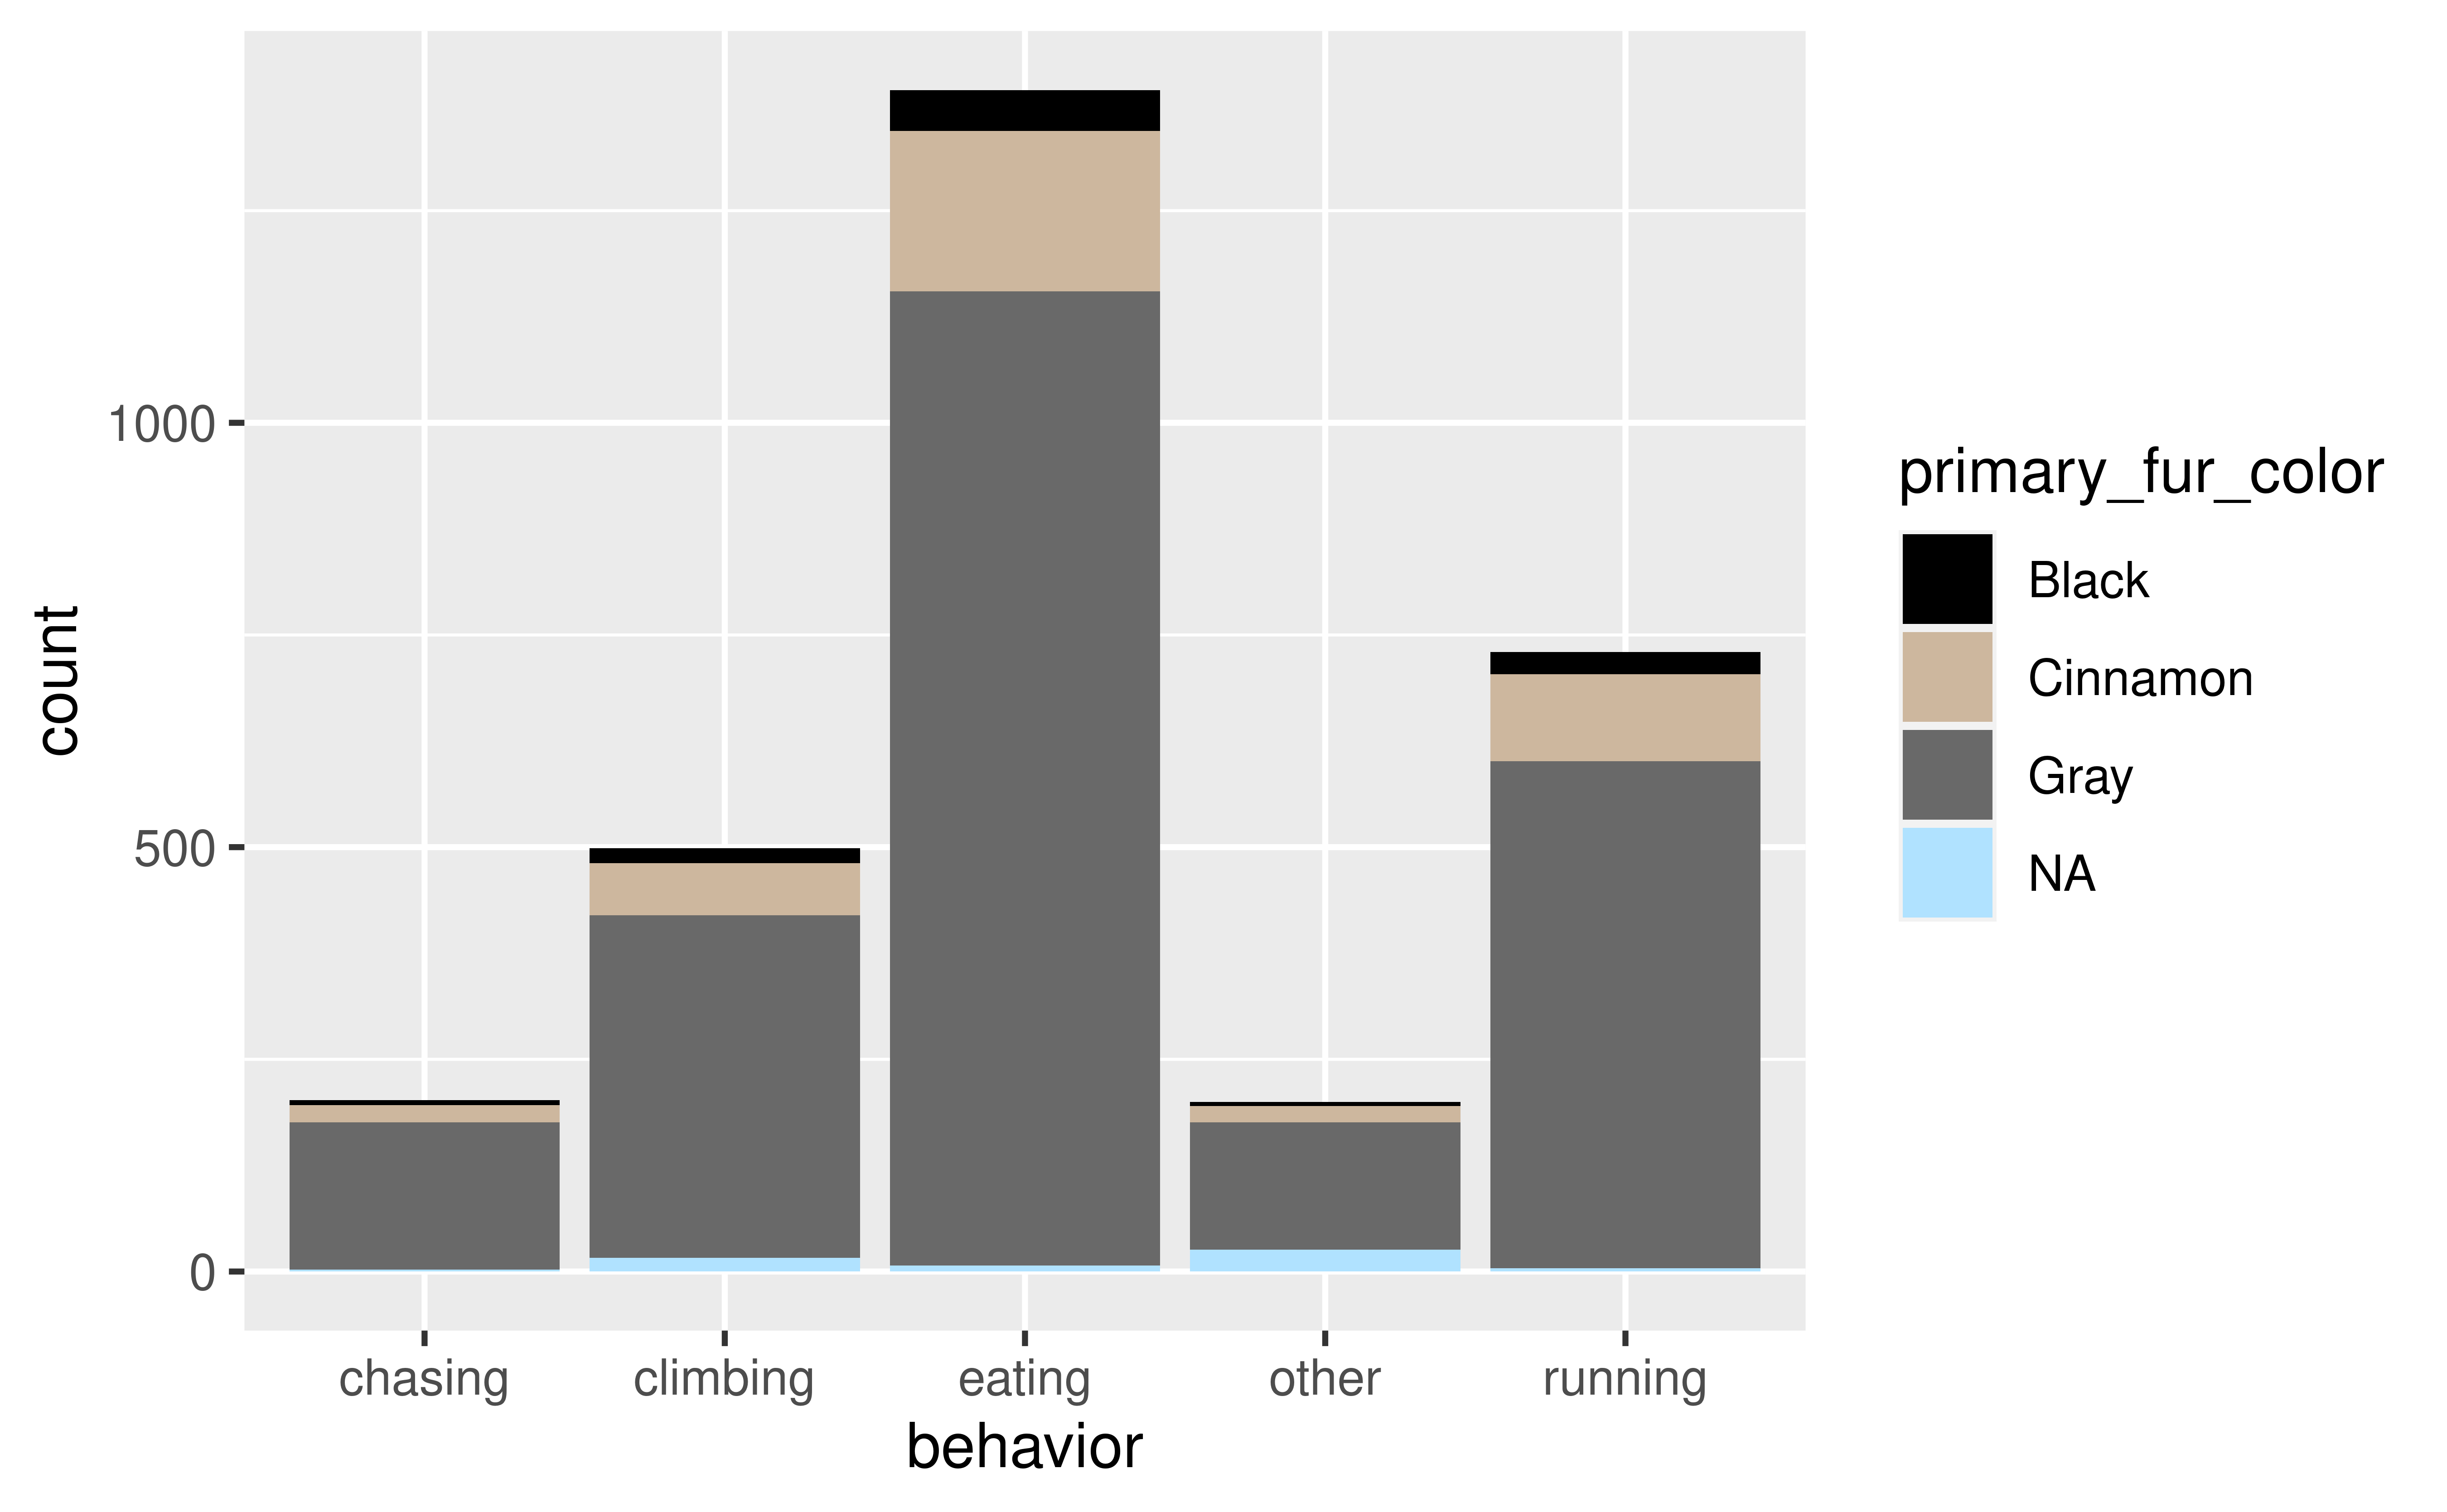 count
1000
500
0
chasing
climbing
eating
other
running
behavior
primary_fur_color
Black
Cinnamon
Gray
NA